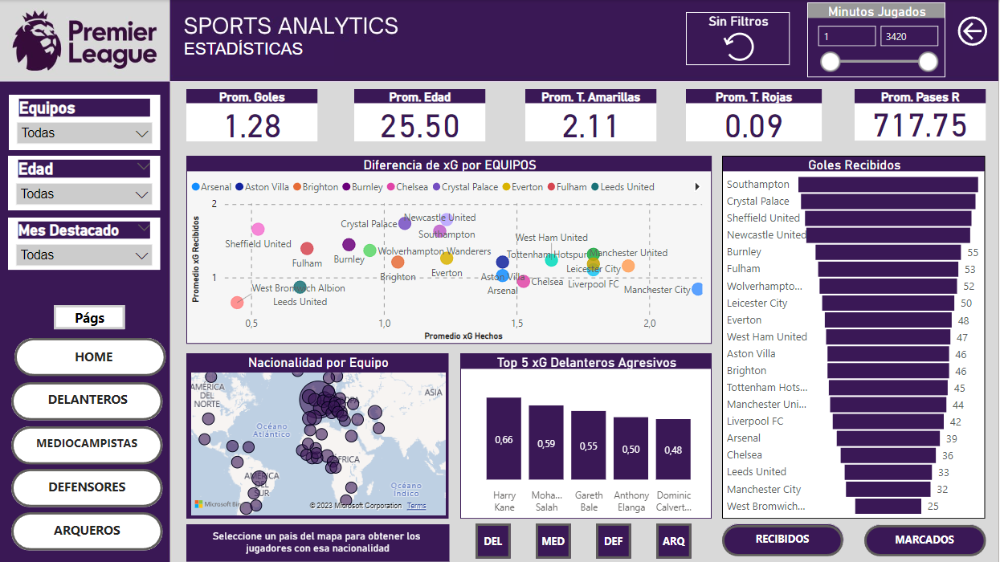 Premier
League
SPORTS ANALYTICS
ESTADÍSTICAS
Sin Filtros
Minutos Jugados
1
3420
Equipos
Todas
Edad
Todas
Mes Destacado
Todas
Págs
HOME
DELANTEROS
MEDIOCAMPISTAS
DEFENSORES
ARQUEROS
Prom. Goles
1.28
Prom. Edad
25.50
Prom. T. Amarillas
2.11
Prom. T. Rojas
0.09
Prom. Pases R
717.75
Diferencia de xG por EQUIPOS
Arsenal Aston Villa Brighton Burnley Chelsea Crystal Palace Everton Fulham Leeds United
Promedio xG Recibidos
2
1
Crystal Palace
Newcastle United
Sheffield United
Southampton
West Ham United
Fulham
Burnley
Wolverhampton Wanderers
Tottenham Hotspur
Manchester United
Brighton
Everton
Leicester City
Aston Villa
Chelsea
Liverpool FC
West Bromwich Albion
Arsenal
Manchester City
Leeds United
0,5
1,0
1,5
2,0
Promedio xG Hechos
Nacionalidad por Equipo
AMÉRICA
DEL
NORTE
ASIA
Océano
Atlántico
AMÉRICA
DEL
SUR
Océano
Índico
Microsoft
© 2023 Microsoft Corporation Terms
Seleccione un pais del mapa para obtener los
jugadores con esa nacionalidad
Top 5 xG Delanteros Agresivos
0,66
0,59
0,55
0,50
0,48
Harry
Kane
Moha...
Salah
Gareth
Bale
Anthony
Elanga
Dominic
Calvert...
DEL
MED
DEF
ARQ
Goles Recibidos
Southampton
Crystal Palace
Sheffield United
Newcastle United
Burnley 55
Fulham 53
Wolverhampto... 52
Leicester City 50
Everton 48
West Ham United 47
Aston Villa 46
Brighton 46
Tottenham Hots... 45
Manchester Uni... 44
Liverpool FC 42
Arsenal 39
Chelsea 36
Leeds United 33
Manchester City 32
West Bromwich... 25
RECIBIDOS
MARCADOS